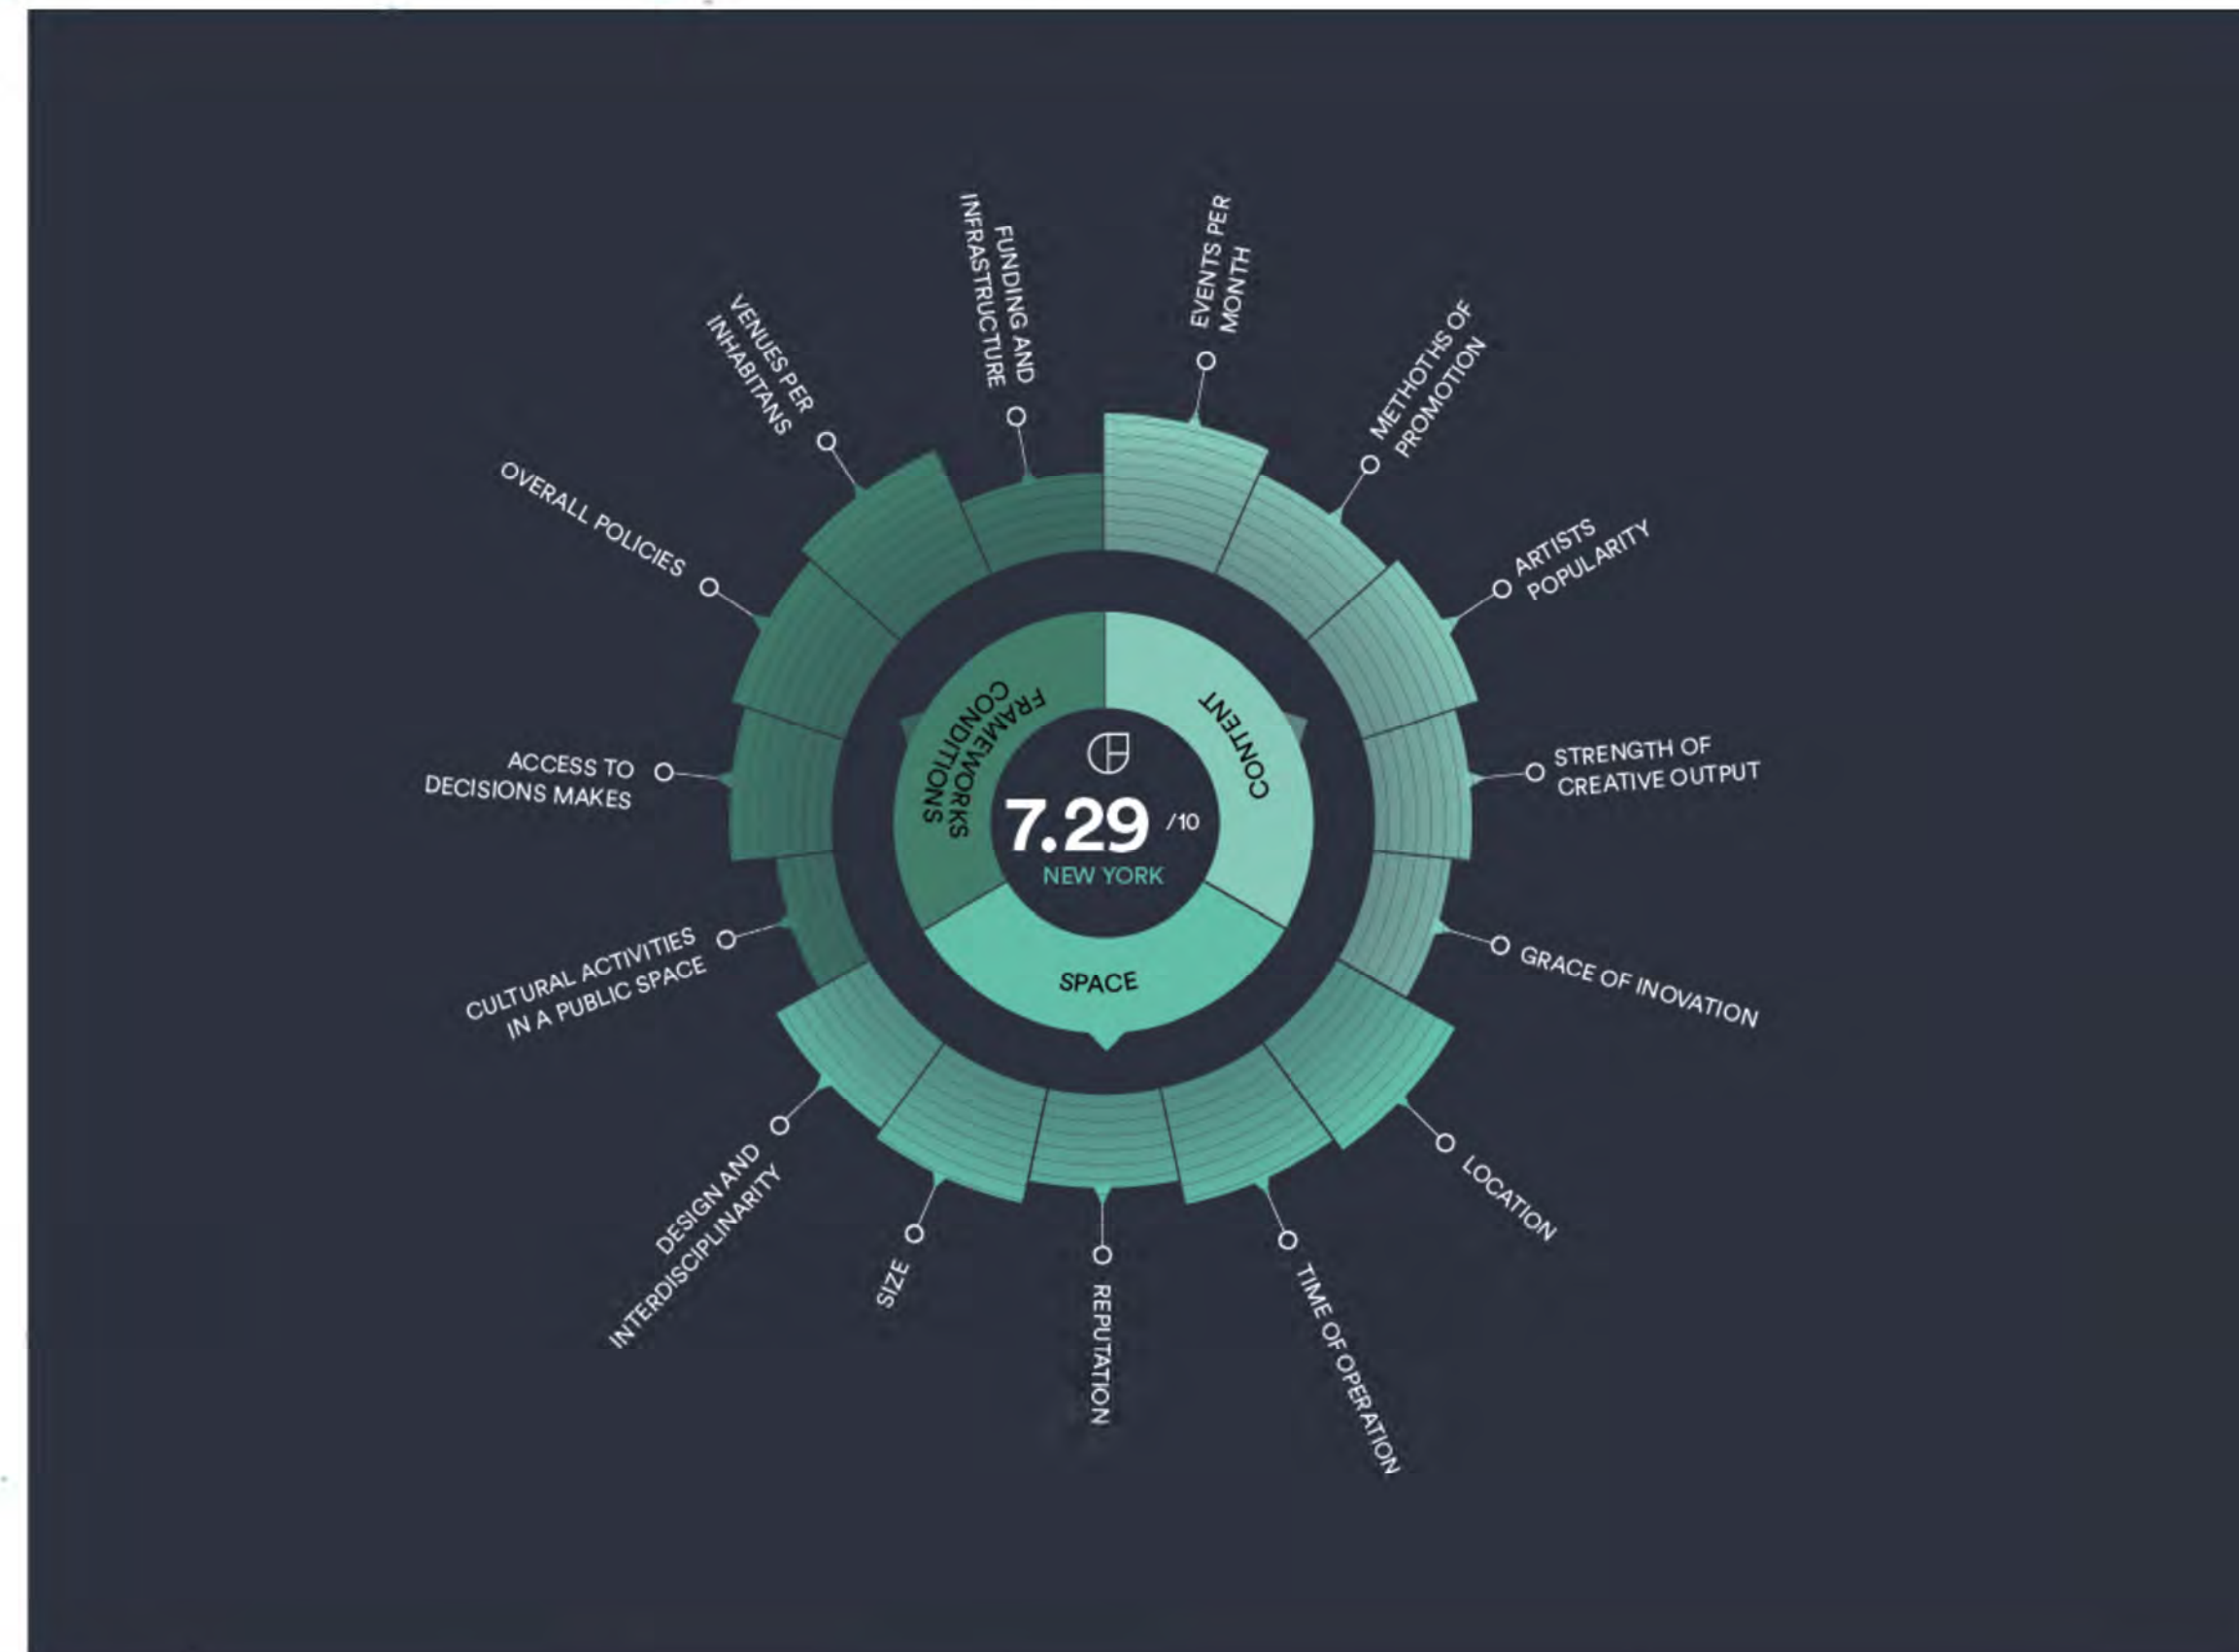 EVENTS PER
MONTH
METHOTHS OF
PROMOTION
ARTISTS
POPULARITY
STRENGTH OF
CREATIVE OUTPUT
GRACE OF INOVATION
LOCATION
TIME OF OPERATION
REPUTATION
SIZE
DESIGN AND
INTERDISCIPLINARITY
CULTURAL ACTIVITIES
IN A PUBLIC SPACE
ACCESS TO
DECISIONS MAKES
OVERALL POLICIES
VENUES PER
INHABITANS
FUNDING AND
INFRASTRUCTURE
CONTENT
SPACE
FRAMEWORKS
CONDITIONS
7.29 /10
NEW YORK